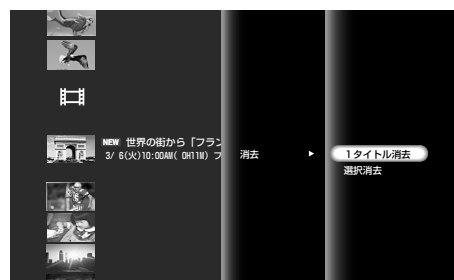 NEW 世界の街から「フラン
3/ 6(火)10:00AM( 0H11M) フ
消去
1タイトル消去
選択消去